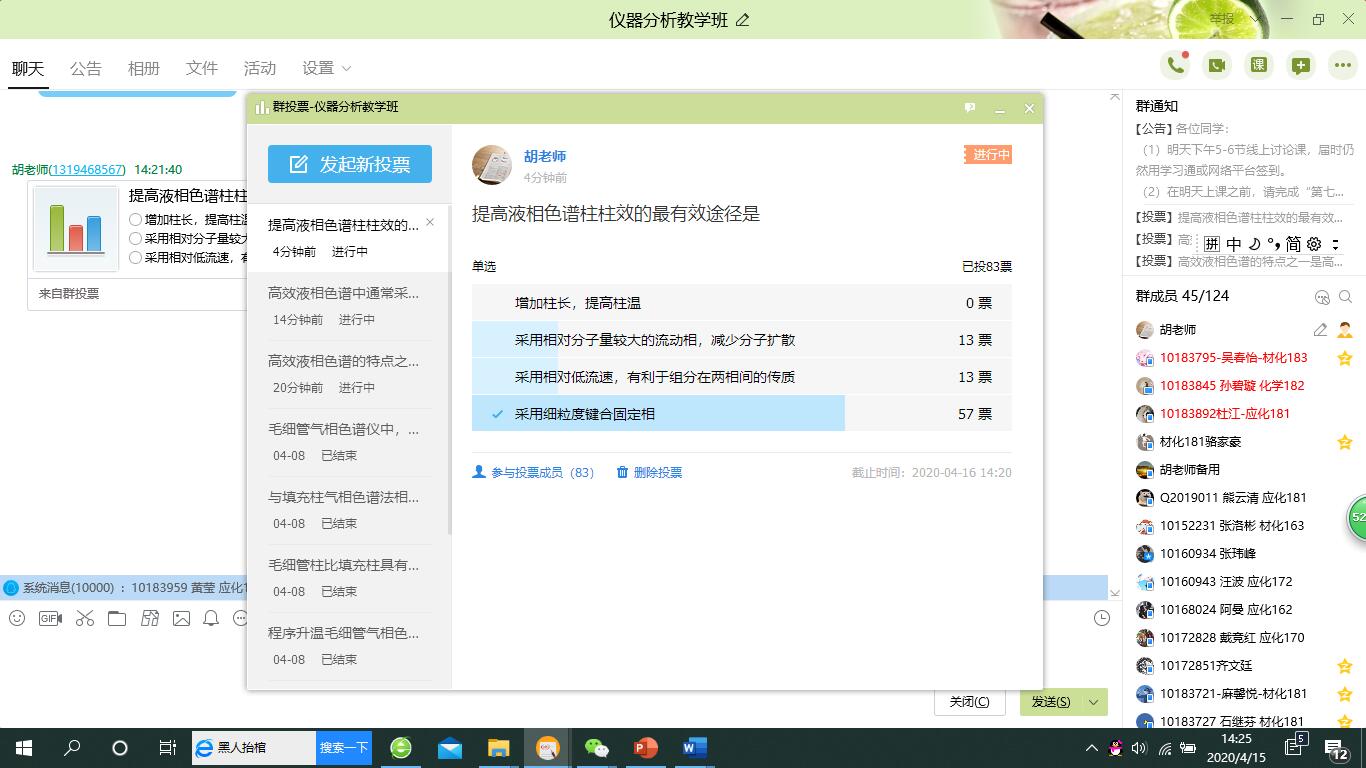 仪器分析教学班
举报
聊天 公告 相册 文件 活动 设置
课
胡老师(1319468567) 14:21:40
提高液相色谱柱柱
增加柱长，提高柱温
采用相对分子量较大
采用相对低流速，有
来自群投票
系统消息(10000) ：10183959 黄莹 应化1
GIF
群投票-仪器分析教学班
发起新投票
提高液相色谱柱柱效的...
4分钟前 进行中
高效液相色谱中通常采...
14分钟前 进行中
高效液相色谱的特点之...
20分钟前 进行中
毛细管气相色谱仪中，...
04-08 已结束
与填充柱气相色谱法相...
04-08 已结束
毛细管柱比填充柱具有...
04-08 已结束
程序升温毛细管气相色...
04-08 已结束
胡老师
4分钟前
进行中
提高液相色谱柱柱效的最有效途径是
单选 已投83票
增加柱长，提高柱温 0 票
采用相对分子量较大的流动相，减少分子扩散 13 票
采用相对低流速，有利于组分在两相间的传质 13 票
采用细粒度键合固定相 57 票
参与投票成员（83） 删除投票 截止时间：2020-04-16 14:20
关闭(C) 发送(S)
群通知
【公告】各位同学：
（1）明天下午5-6节线上讨论课，届时仍
然用学习通或网络平台签到。
（2）在明天上课之前，请完成“第七...
【投票】提高液相色谱柱柱效的最有效...
【投票】高
拼 中 简
【投票】高效液相色谱的特点之一是高...
群成员 45/124
胡老师
10183795-吴春怡-材化183
10183845 孙碧璇 化学182
10183892杜江-应化181
材化181骆家豪
胡老师备用
Q2019011 熊云清 应化181
10152231 张洛彬 材化163
10160934 张玮峰
10160943 汪波 应化172
10168024 阿曼 应化162
10172828 戴竞红 应化170
10172851齐文廷
10183721-麻馨悦-材化181
10183727 石继芬 材化181
52
黑人抬棺 搜索一下
14:25
2020/4/15
5
12